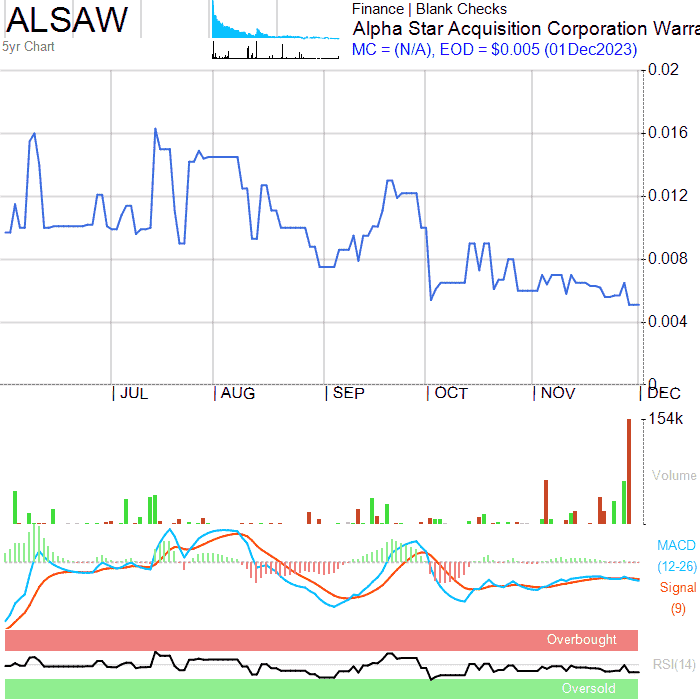 ALSAW
5yr Chart
Finance | Blank Checks
Alpha Star Acquisition Corporation Warra
MC = (N/A), EOD = $0.005 (01Dec2023)
0.02
0.016
0.012
0.008
0.004
0
JUL AUG SEP OCT NOV DEC
154k
Volume
MACD
(12-26)
Signal
(9)
Overbought
RSI(14)
Oversold